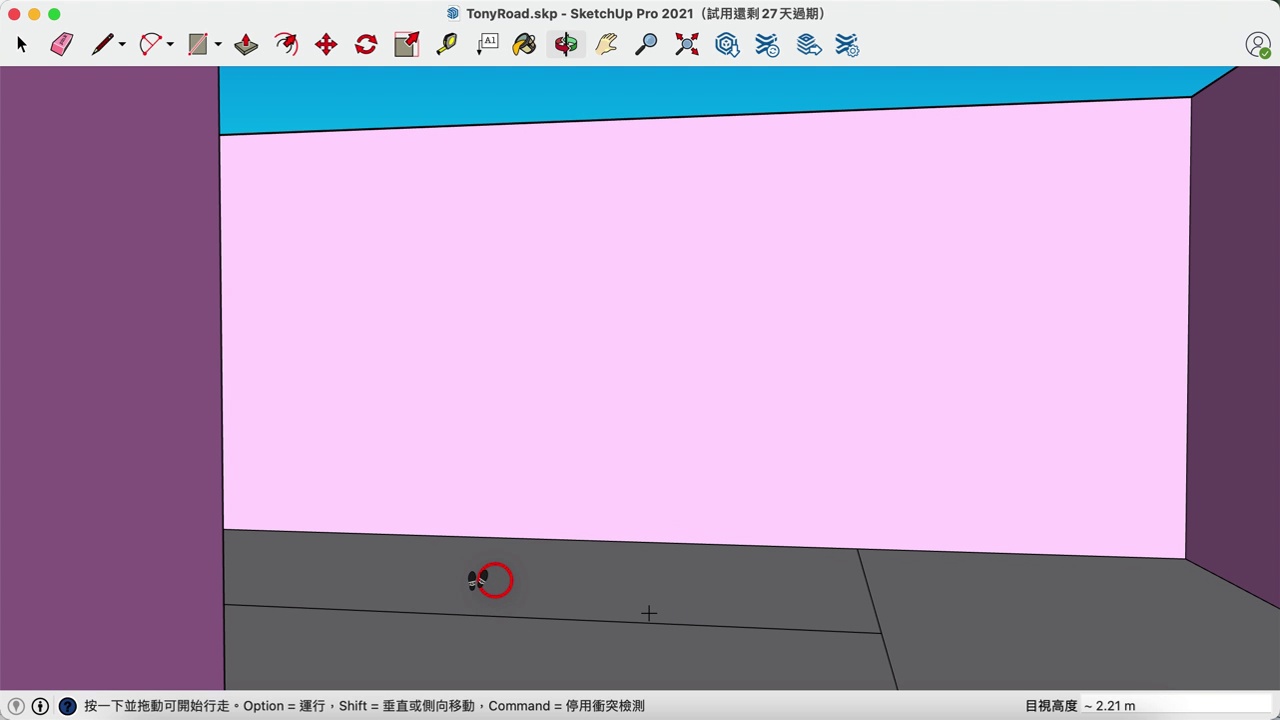 TonyRoad.skp - SketchUp Pro 2021（試用還剩 27 天過期）
A1
按一下並拖動可開始行走。Option = 運行，Shift = 垂直或側向移動，Command = 停用衝突檢測
目視高度 ~ 2.21 m